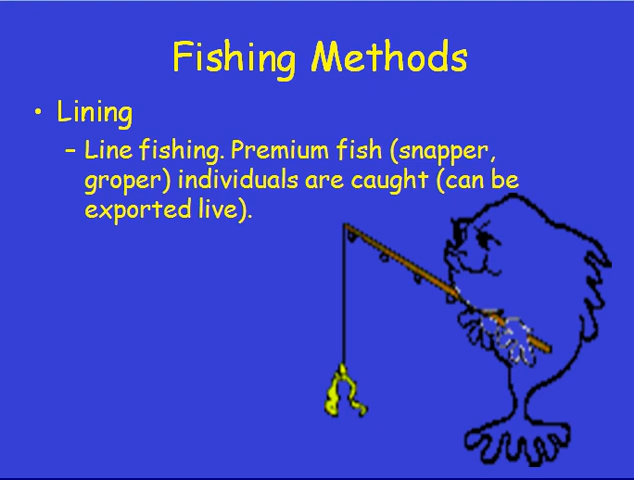 Fishing Methods
• Lining
– Line fishing. Premium fish (snapper,
groper) individuals are caught (can be
exported live).